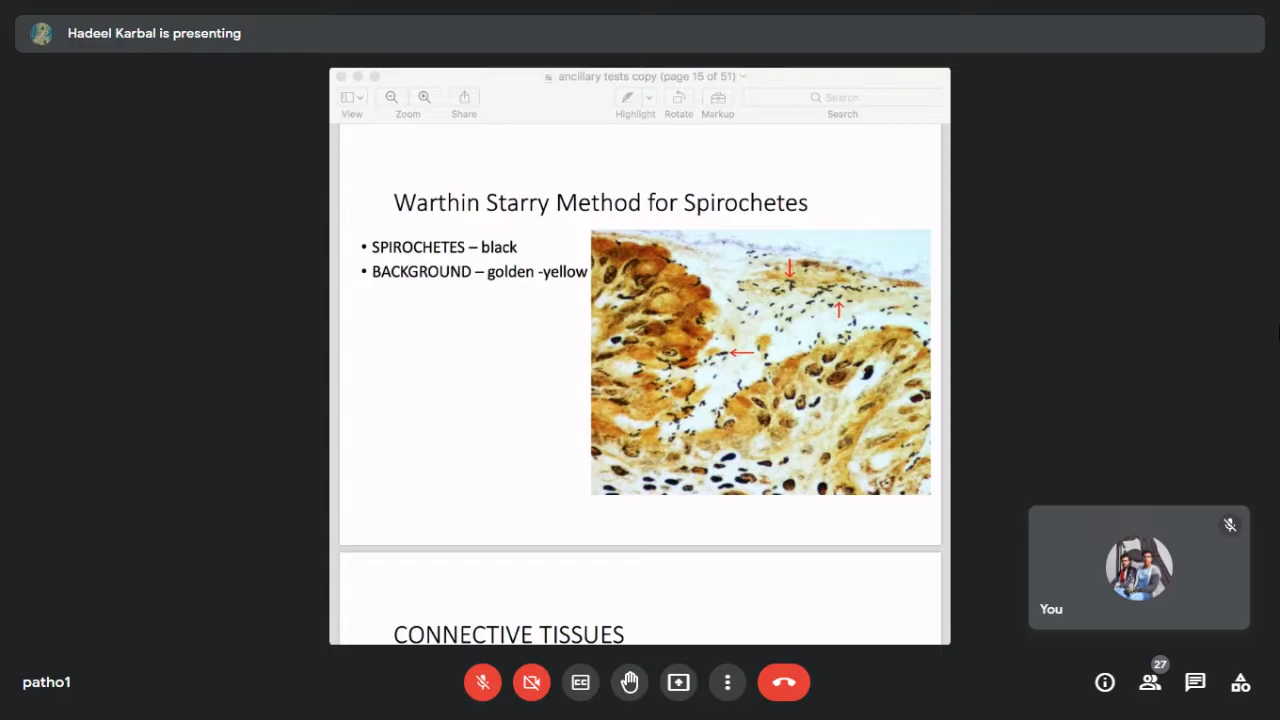 Hadeel Karbal is presenting
ancillary tests copy (page 15 of 51)
Search
View
Zoom
Share
Highlight
Rotate
Markup
Search
Warthin Starry Method for Spirochetes
• SPIROCHETES – black
• BACKGROUND – golden -yellow
CONNECTIVE TISSUES
You
patho1
CC
27